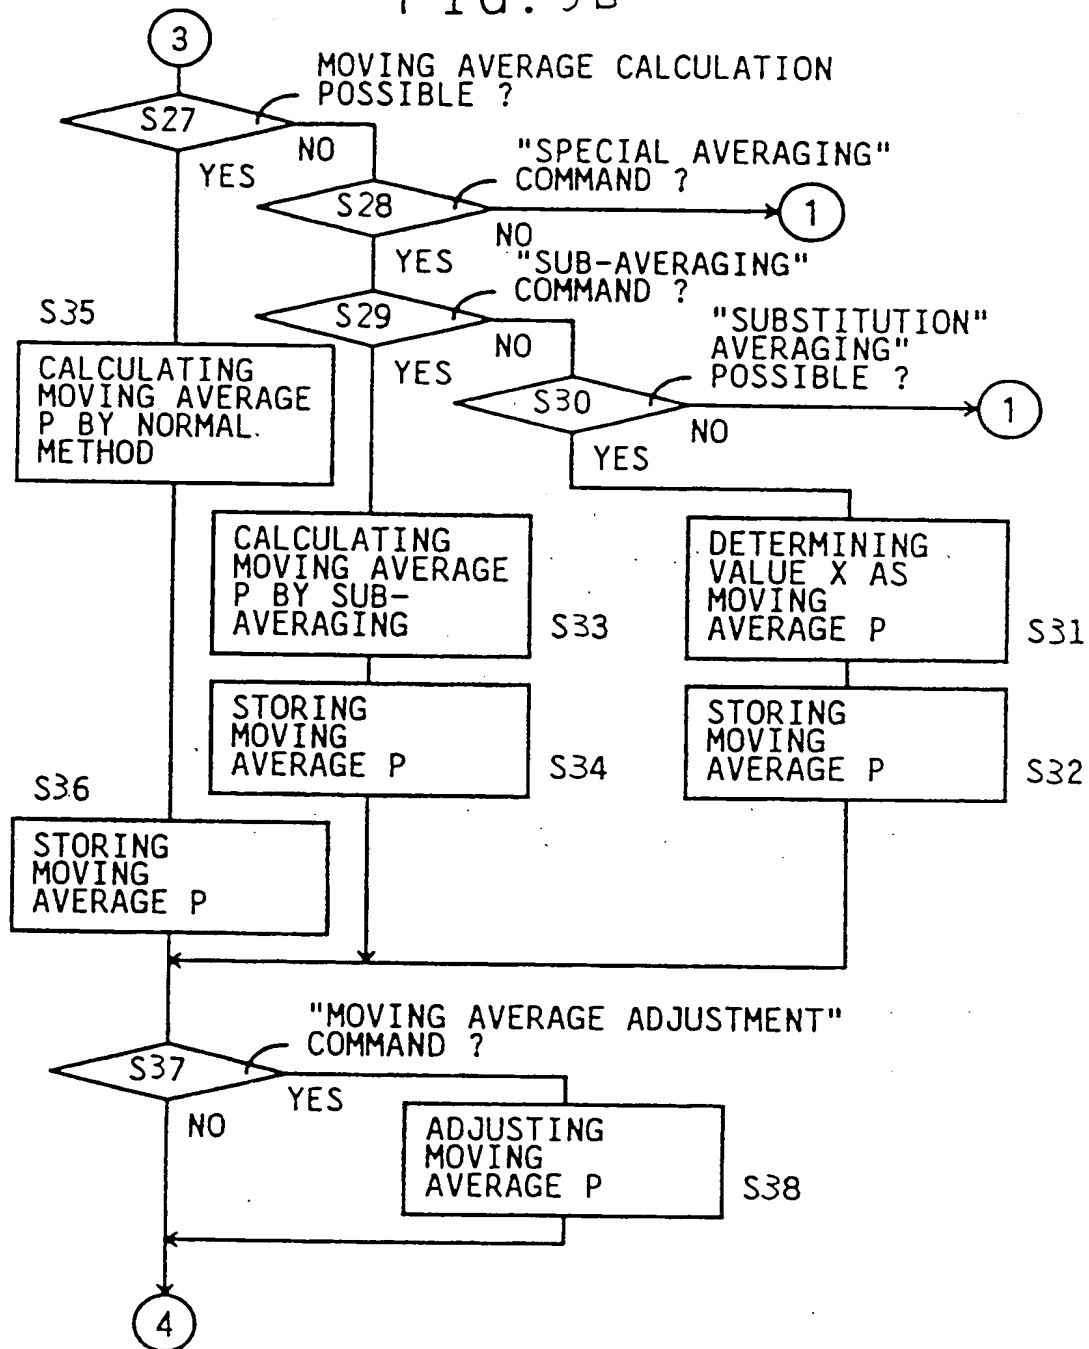 3
MOVING AVERAGE CALCULATION
POSSIBLE ?
S27
NO
YES
"SPECIAL AVERAGING"
COMMAND ?
S28
1
NO
YES
"SUB-AVERAGING"
COMMAND ?
S29
NO
YES
"SUBSTITUTION"
AVERAGING"
POSSIBLE ?
S30
1
NO
YES
S35
CALCULATING
MOVING AVERAGE
P BY NORMAL.
METHOD
CALCULATING
MOVING AVERAGE
P BY SUB-
AVERAGING
S33
DETERMINING
VALUE X AS
MOVING
AVERAGE P
S31
STORING
MOVING
AVERAGE P
S34
STORING
MOVING
AVERAGE P
S32
S36
STORING
MOVING
AVERAGE P
"MOVING AVERAGE ADJUSTMENT"
COMMAND ?
S37
YES
NO
ADJUSTING
MOVING
AVERAGE P
S38
4